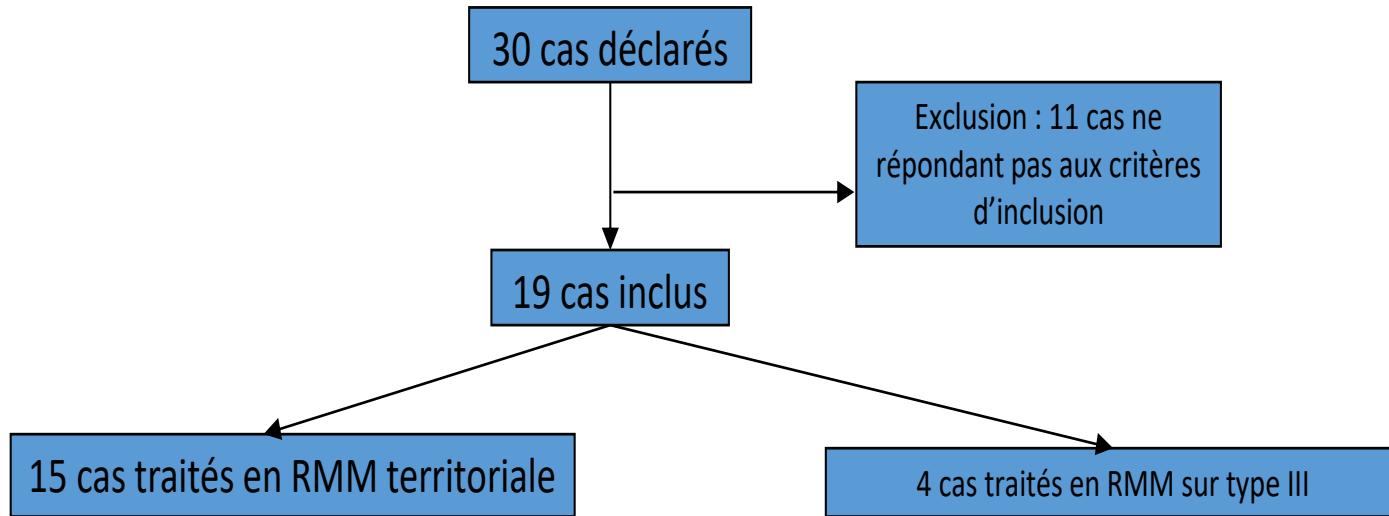 30 cas déclarés
Exclusion : 11 cas ne
répondant pas aux critères
d’inclusion
19 cas inclus
15 cas traités en RMM territoriale
4 cas traités en RMM sur type III